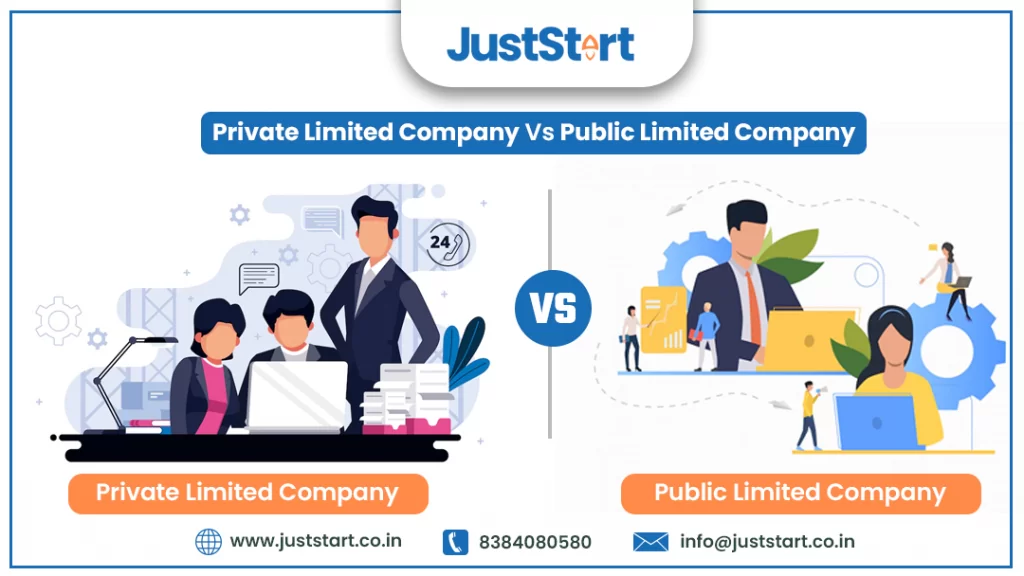 JustStart
Private Limited Company Vs Public Limited Company
24
VS
Private Limited Company
Public Limited Company
www.juststart.co.in
8384080580
info@juststart.co.in